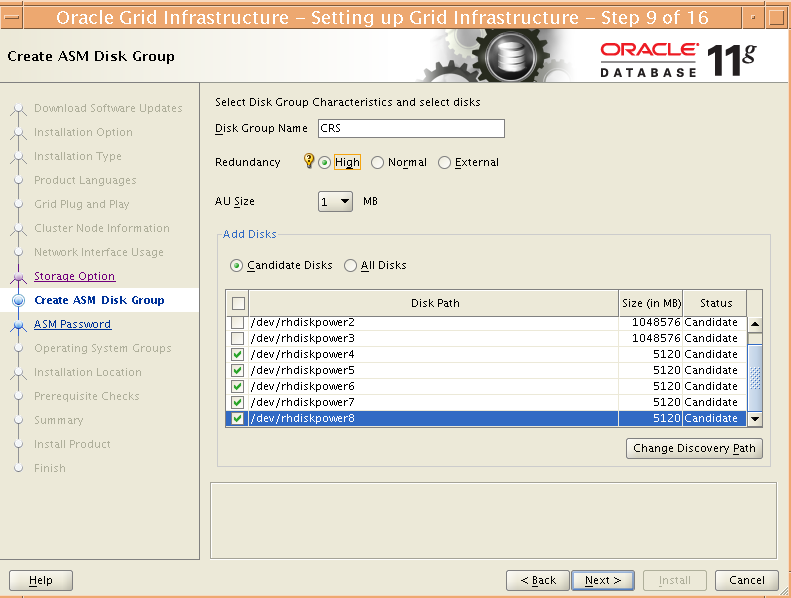 Oracle Grid Infrastructure – Setting up Grid Infrastructure – Step 9 of 16
Create ASM Disk Group
ORACLE®
DATABASE 11g
Download Software Updates
Installation Option
Installation Type
Product Languages
Grid Plug and Play
Cluster Node Information
Network Interface Usage
Storage Option
Create ASM Disk Group
ASM Password
Operating System Groups
Installation Location
Prerequisite Checks
Summary
Install Product
Finish
Select Disk Group Characteristics and select disks
Disk Group Name CRS
Redundancy High Normal External
AU Size 1 MB
Add Disks
Candidate Disks All Disks
Disk Path Size (in MB) Status
/dev/rhdiskpower2 1048576 Candidate
/dev/rhdiskpower3 1048576 Candidate
/dev/rhdiskpower4 5120 Candidate
/dev/rhdiskpower5 5120 Candidate
/dev/rhdiskpower6 5120 Candidate
/dev/rhdiskpower7 5120 Candidate
/dev/rhdiskpower8 5120 Candidate
Change Discovery Path
Help < Back Next > Install Cancel